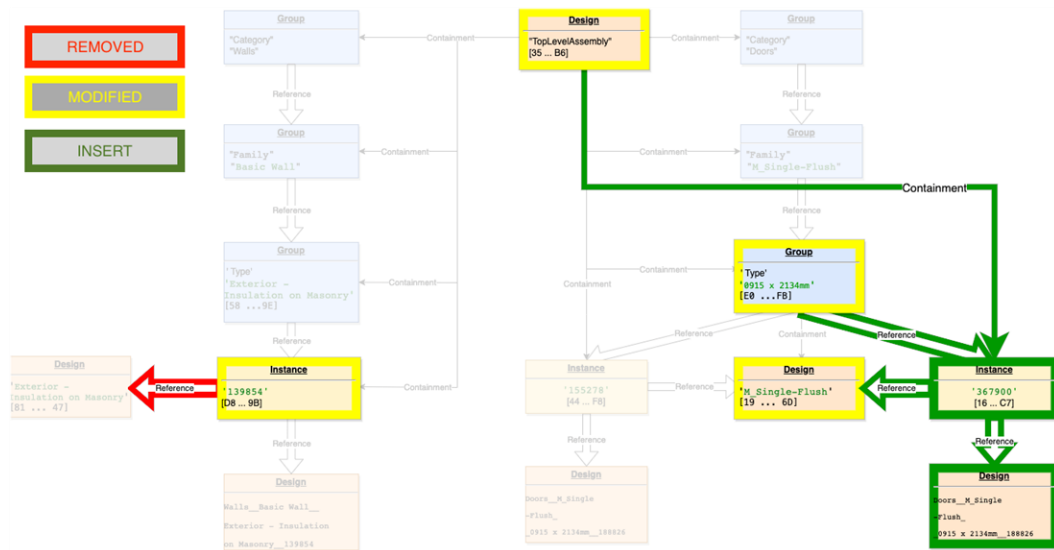 REMOVED
MODIFIED
INSERT
Group
"Category"
"Walls"
Containment
Design
"TopLevelAssembly"
[35 ... B6]
Containment
Group
"Category"
"Doors"
Reference
Reference
Group
"Family"
"Basic Wall"
Containment
Containment
Group
"Family"
"M_Single-Flush"
Containment
Reference
Reference
Group
'Type'
'Exterior -
Insulation on Masonry'
[58 ...9E]
Containment
Containment
Group
'Type'
'0915 x 2134mm'
[E0 ...FB]
Containment
Reference
Reference
Containment
Reference
Design
'Exterior -
Insulation on Masonry'
[81 ... 47]
Reference
Instance
'139854'
[D8 ... 9B]
Containment
Instance
'155278'
[44 ... F8]
Reference
Design
'M_Single-Flush'
[19 ... 6D]
Reference
Instance
'367900'
[16 ... C7]
Reference
Reference
Reference
Design
Walls__Basic Wall__
Exterior - Insulation
on Masonry__139854
Design
Doors__M_Single
-Flush_
_0915 x 2134mm__188826
Design
Doors__M_Single
-Flush_
_0915 x 2134mm__188826